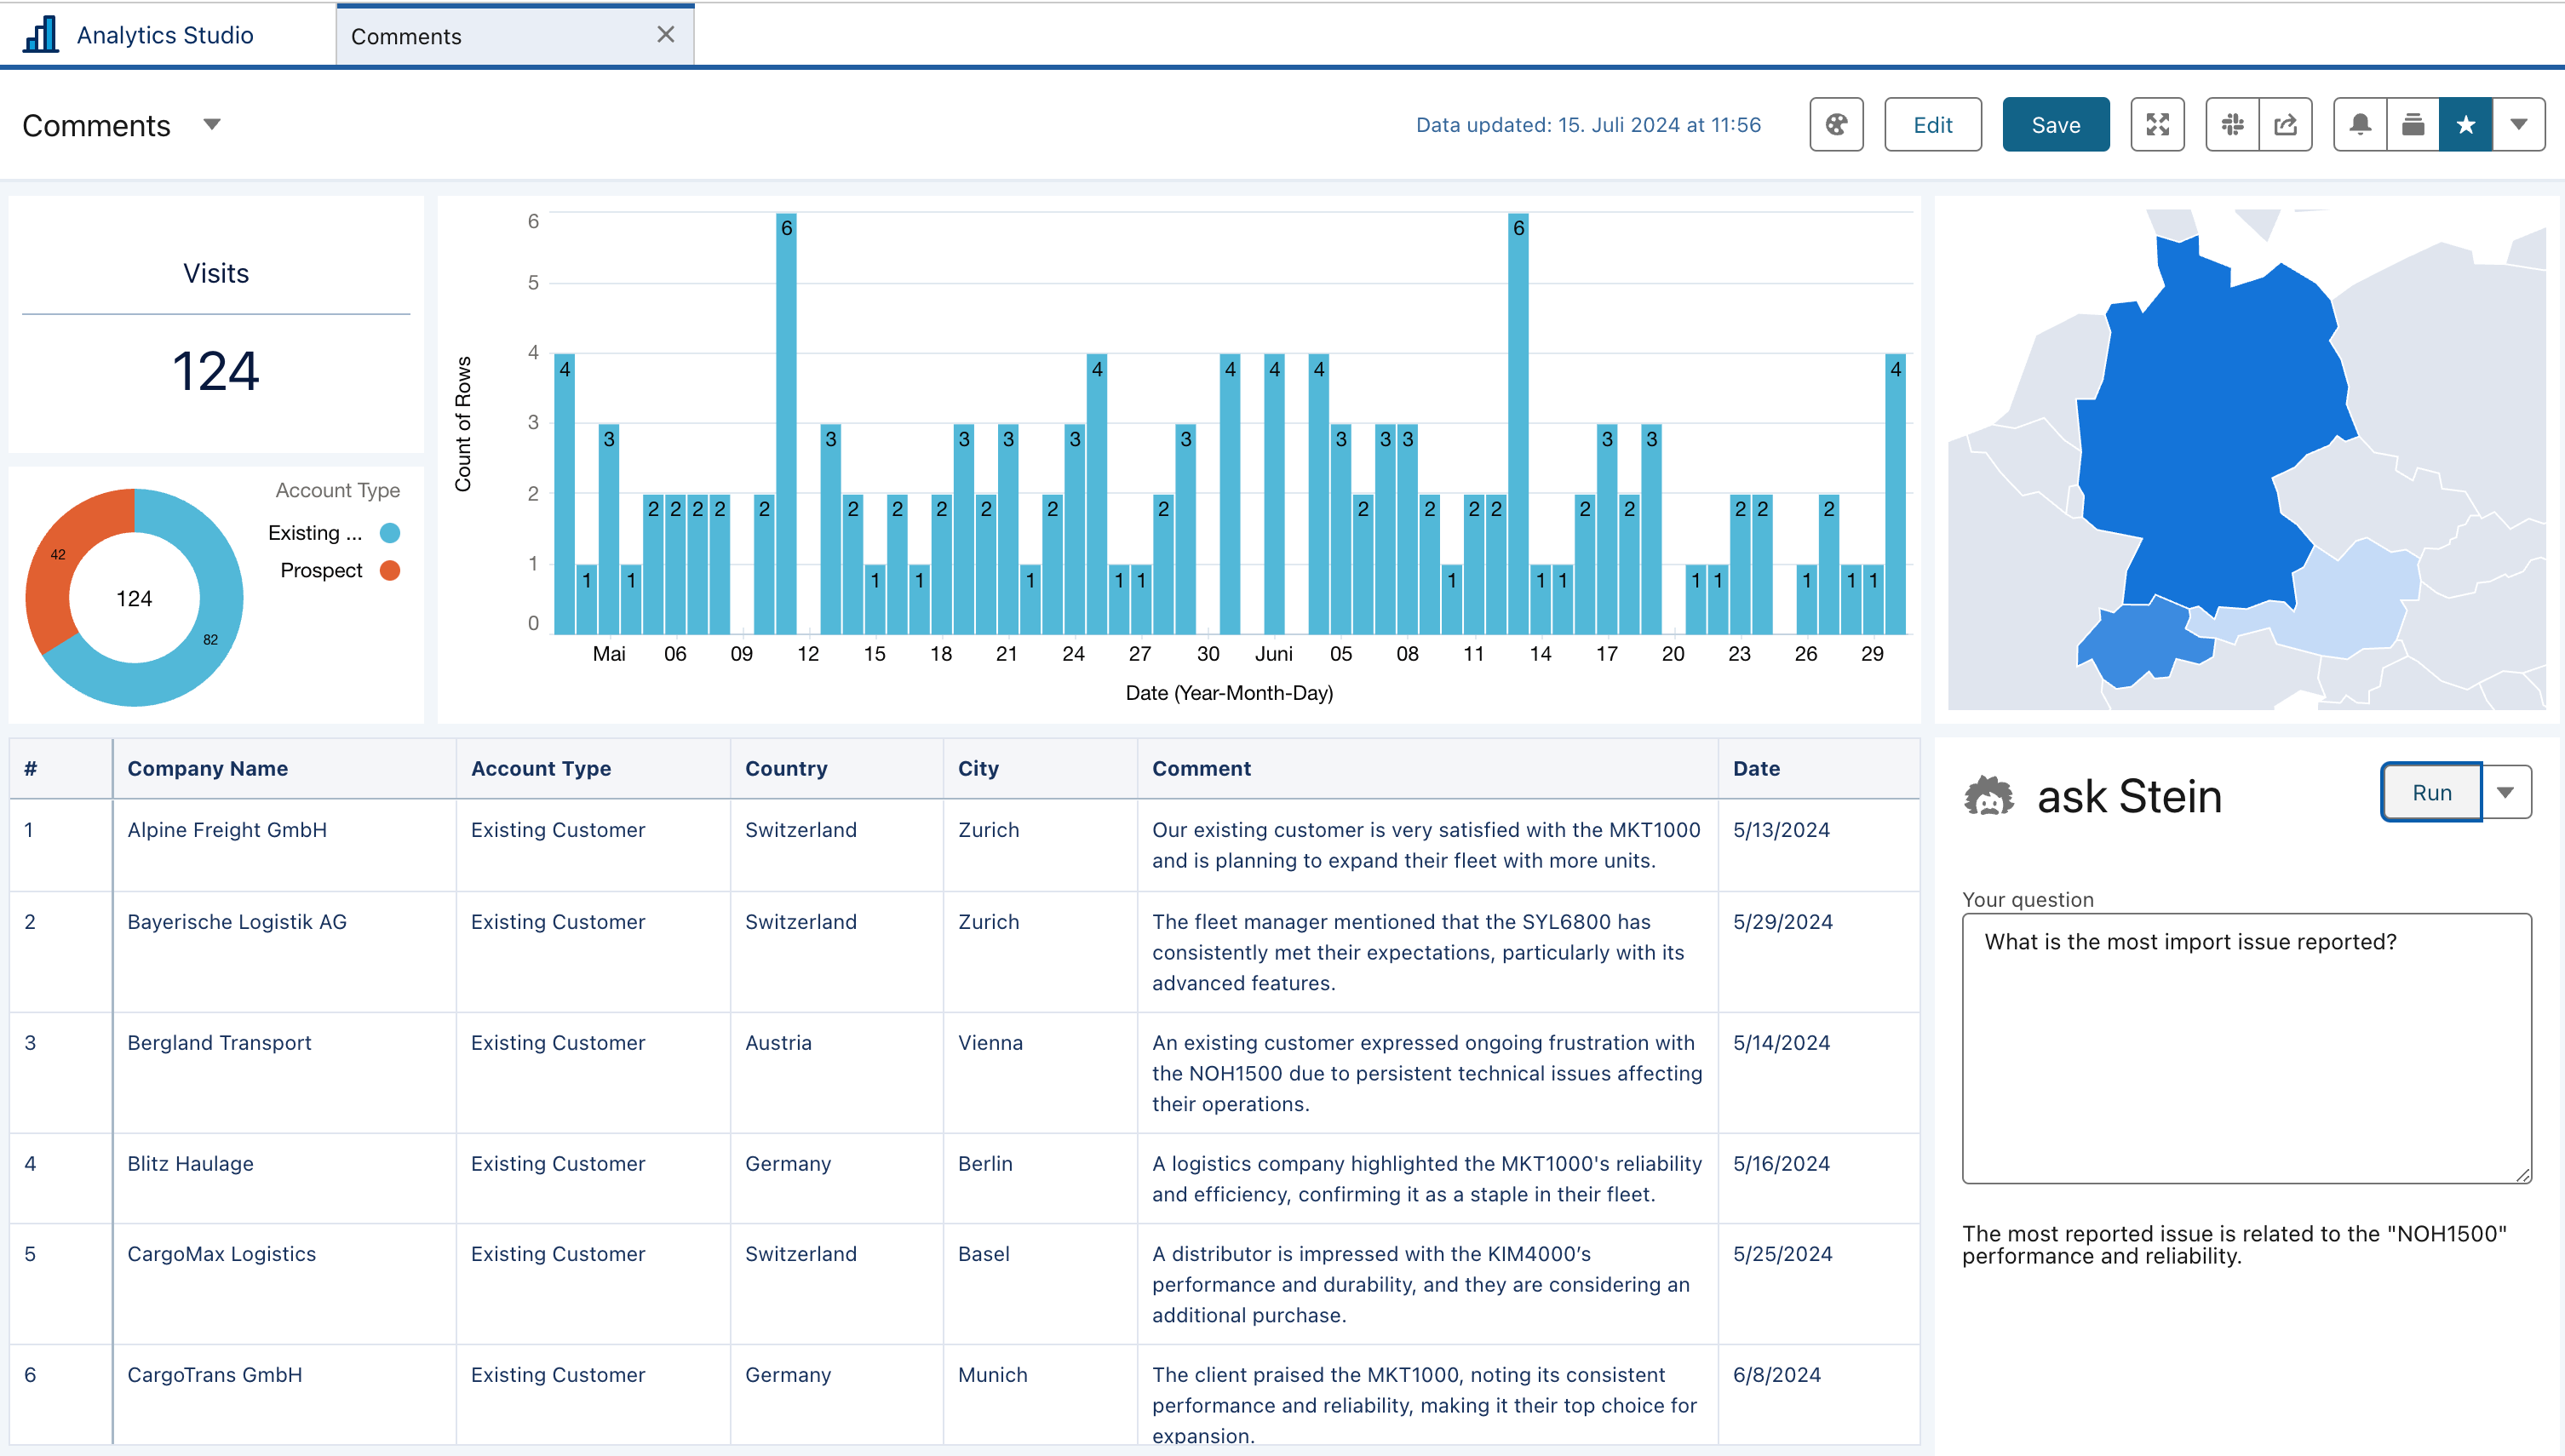 Analytics Studio
Comments
Comments
Data updated: 15. Juli 2024 at 11:56
Edit
Save
Visits
124
Account Type
Existing ...
Prospect
42
124
82
Count of Rows
6
5
4
3
2
1
0
4 1 3 1 2 2 2 2 2 6 3 2 1 2 1 2 3 2 3 1 2 3 4 1 1 2 3 4 4 4 3 2 3 3 2 1 2 2 6 1 1 2 3 2 3 1 1 2 2 1 2 1 1 4
Mai 06 09 12 15 18 21 24 27 30 Juni 05 08 11 14 17 20 23 26 29
Date (Year-Month-Day)
# Company Name Account Type Country City Comment Date
1 Alpine Freight GmbH Existing Customer Switzerland Zurich Our existing customer is very satisfied with the MKT1000 5/13/2024
and is planning to expand their fleet with more units.
2 Bayerische Logistik AG Existing Customer Switzerland Zurich The fleet manager mentioned that the SYL6800 has 5/29/2024
consistently met their expectations, particularly with its
advanced features.
3 Bergland Transport Existing Customer Austria Vienna An existing customer expressed ongoing frustration with 5/14/2024
the NOH1500 due to persistent technical issues affecting
their operations.
4 Blitz Haulage Existing Customer Germany Berlin A logistics company highlighted the MKT1000's reliability 5/16/2024
and efficiency, confirming it as a staple in their fleet.
5 CargoMax Logistics Existing Customer Switzerland Basel A distributor is impressed with the KIM4000’s 5/25/2024
performance and durability, and they are considering an
additional purchase.
6 CargoTrans GmbH Existing Customer Germany Munich The client praised the MKT1000, noting its consistent 6/8/2024
performance and reliability, making it their top choice for
expansion.
ask Stein
Run
Your question
What is the most import issue reported?
The most reported issue is related to the "NOH1500"
performance and reliability.